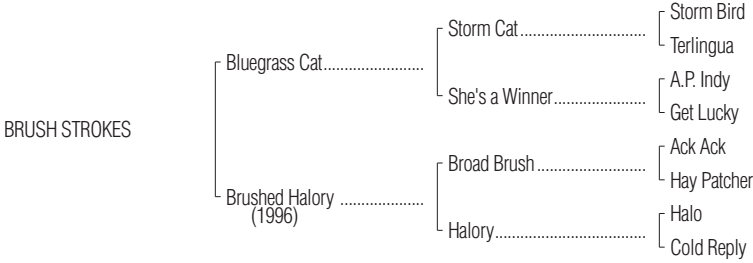 Storm Bird
Storm Cat..............................
Terlingua
Bluegrass Cat........................
A.P. Indy
She's a Winner......................
Get Lucky
BRUSH STROKES
Ack Ack
Broad Brush..........................
Hay Patcher
Brushed Halory ....................
(1996)
Halo
Halory....................................
Cold Reply